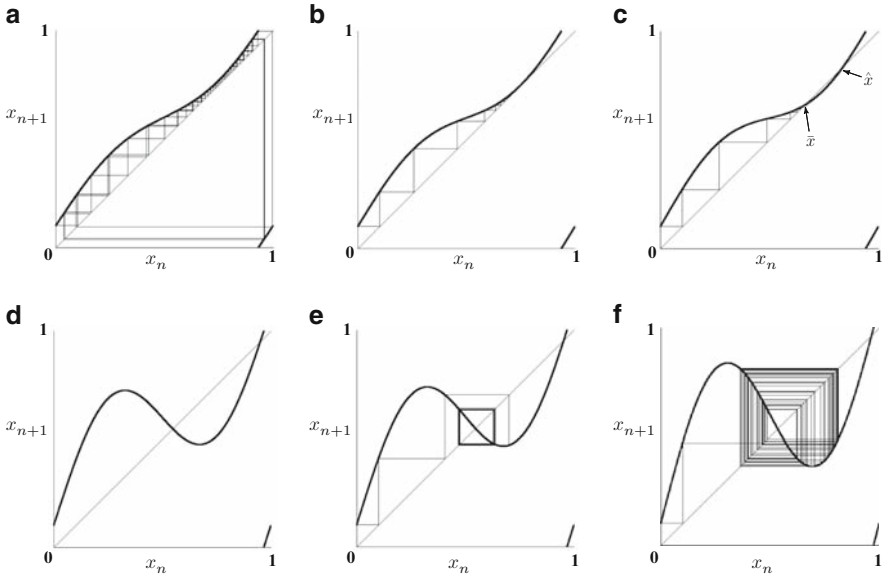 a
1
x_{n+1}
0
x_n
1
b
1
x_{n+1}
0
x_n
1
c
1
x_{n+1}
x̂
x̄
0
x_n
1
d
1
x_{n+1}
0
x_n
1
e
1
x_{n+1}
0
x_n
1
f
1
x_{n+1}
0
x_n
1